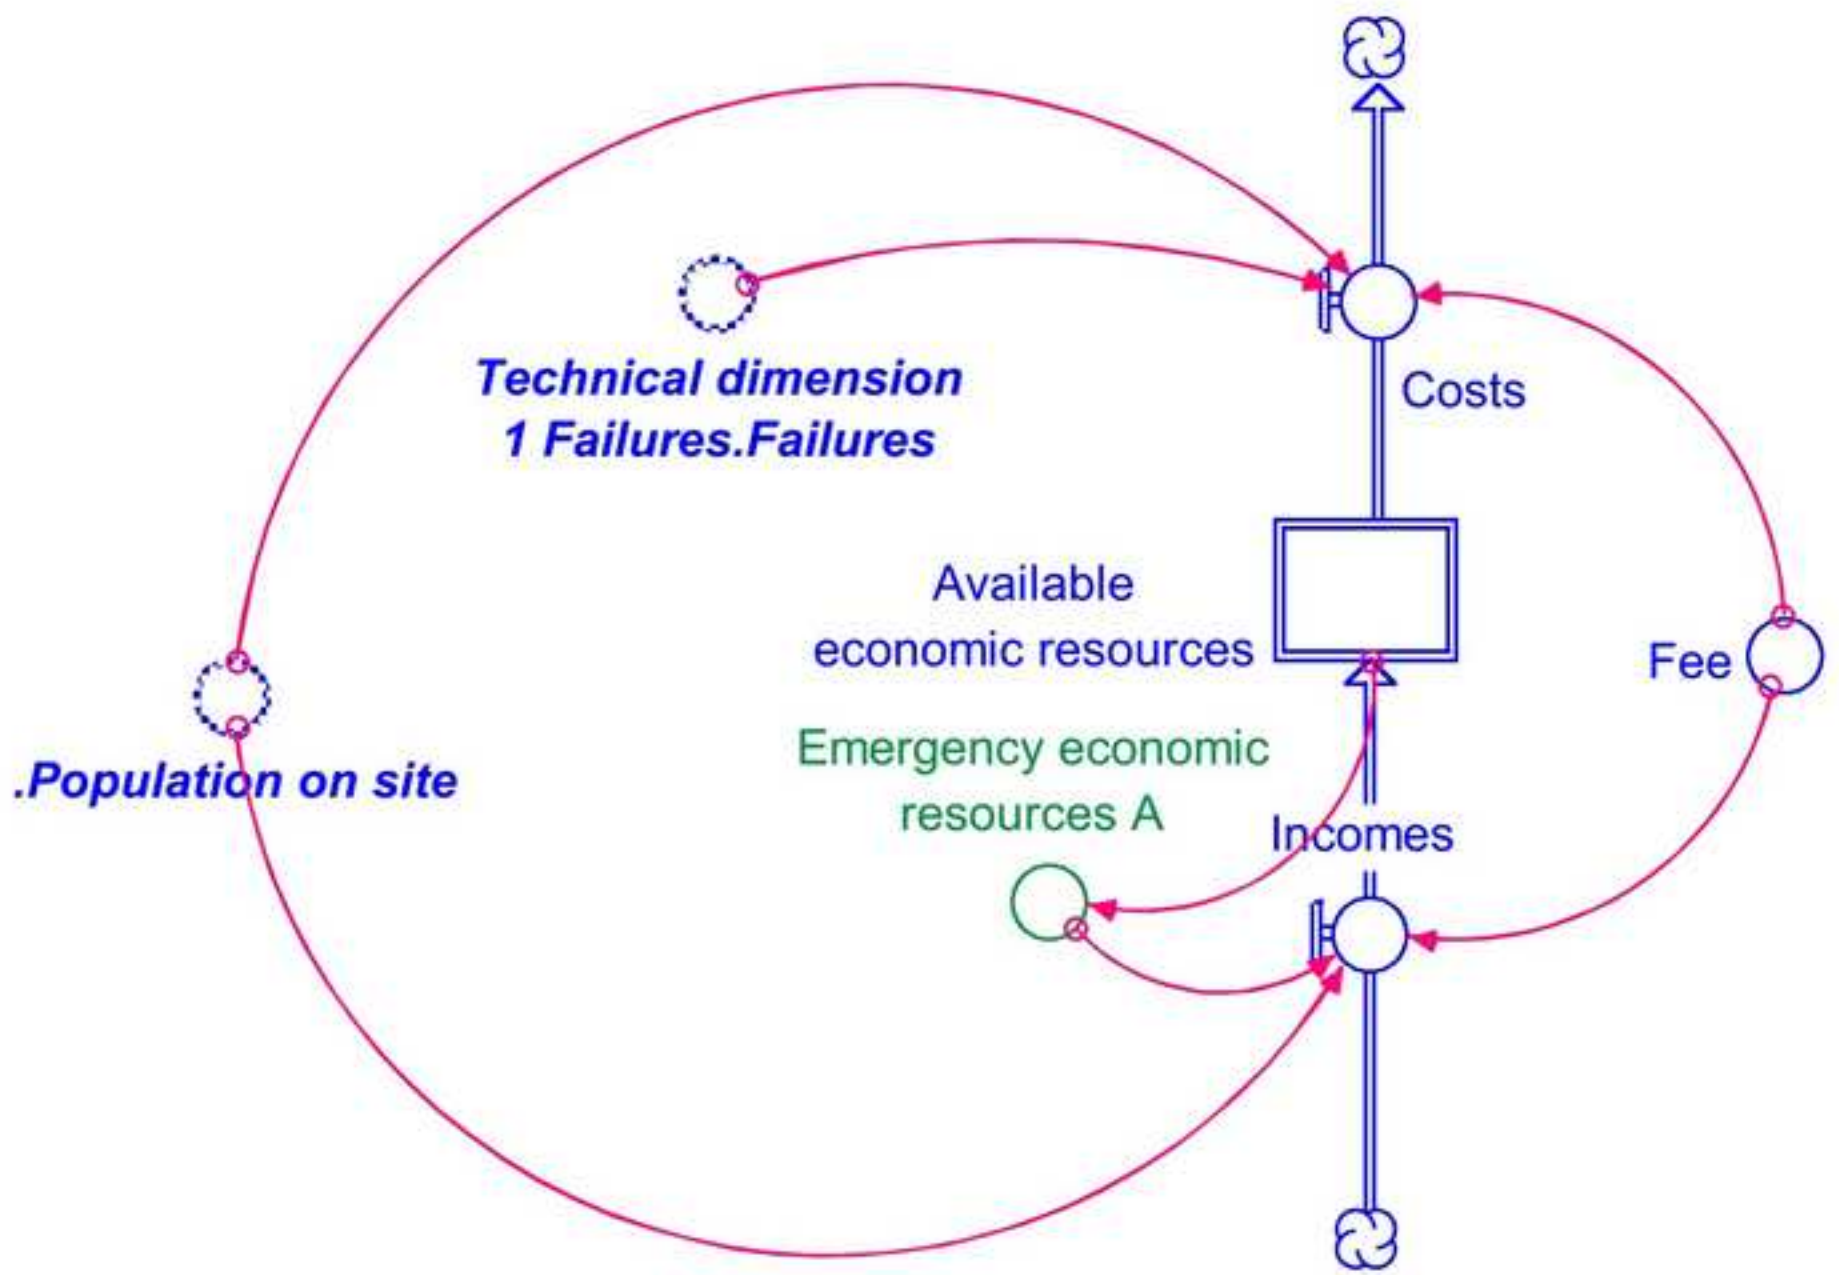 Technical dimension
1 Failures.Failures
Costs
Available
economic resources
Fee
Emergency economic
resources A
.Population on site
Incomes